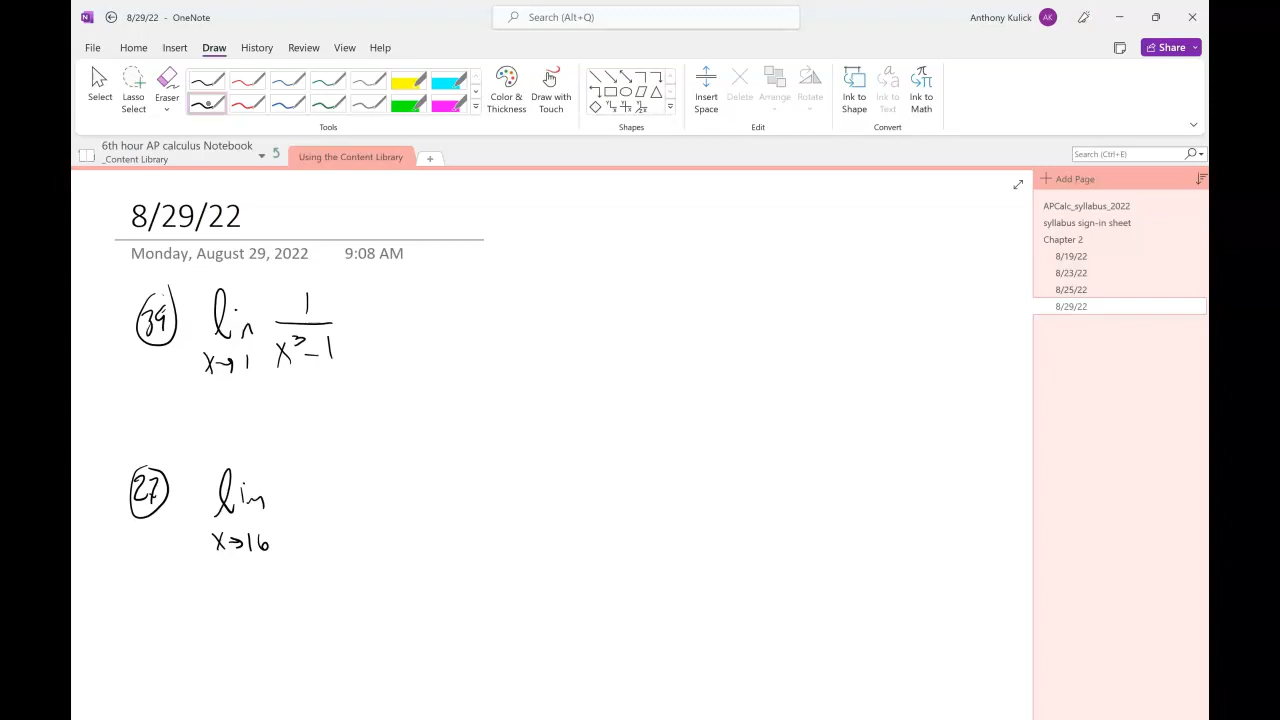 8/29/22 - OneNote
Search (Alt+Q)
Anthony Kulick
AK
File Home Insert Draw History Review View Help
Share
Select
Lasso Select
Eraser
Color & Thickness
Draw with Touch
Insert Space
Delete
Arrange
Rotate
Ink to Shape
Ink to Text
Ink to Math
Tools
Shapes
Edit
Convert
6th hour AP calculus Notebook
_Content Library
Using the Content Library
Search (Ctrl+E)
Add Page
APCalc_syllabus_2022
syllabus sign-in sheet
Chapter 2
8/19/22
8/23/22
8/25/22
8/29/22
8/29/22
Monday, August 29, 2022 9:08 AM
39 lim 1
x→1 x³-1
27 lim
x→16